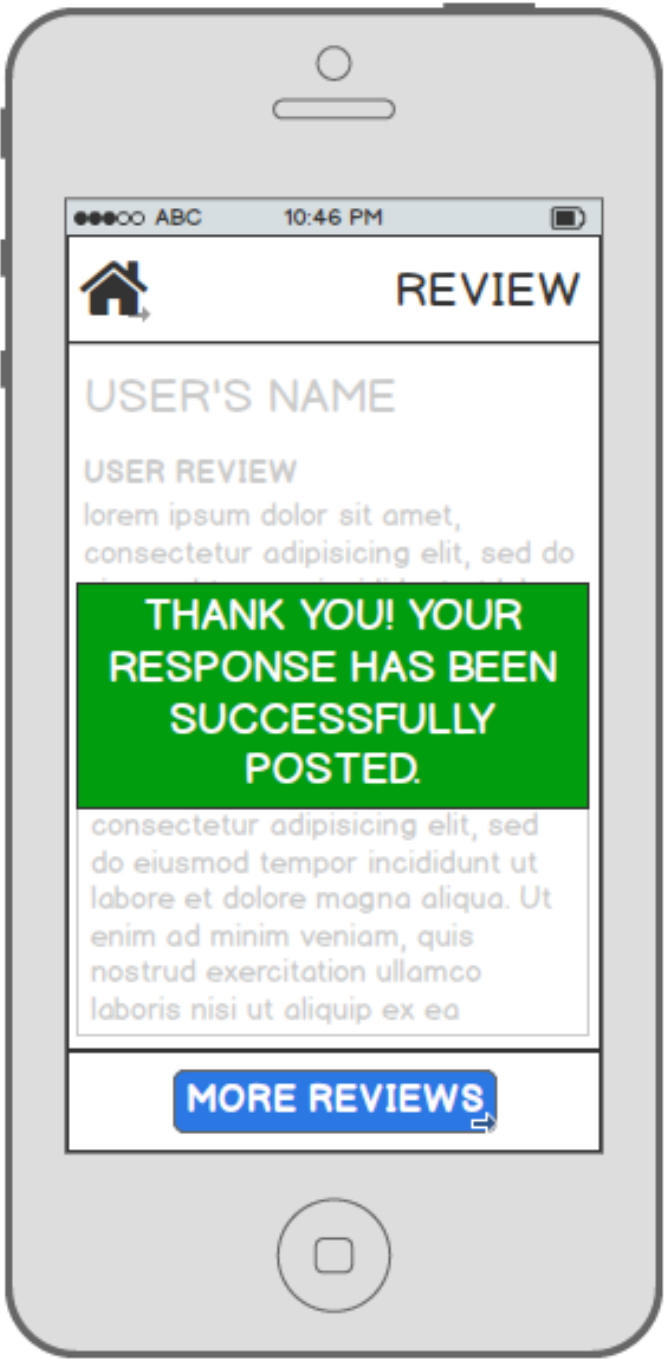 ABC 10:46 PM
REVIEW
USER'S NAME
USER REVIEW
lorem ipsum dolor sit amet,
consectetur adipisicing elit, sed do
THANK YOU! YOUR
RESPONSE HAS BEEN
SUCCESSFULLY
POSTED.
consectetur adipisicing elit, sed
do eiusmod tempor incididunt ut
labore et dolore magna aliqua. Ut
enim ad minim veniam, quis
nostrud exercitation ullamco
laboris nisi ut aliquip ex ea
MORE REVIEWS